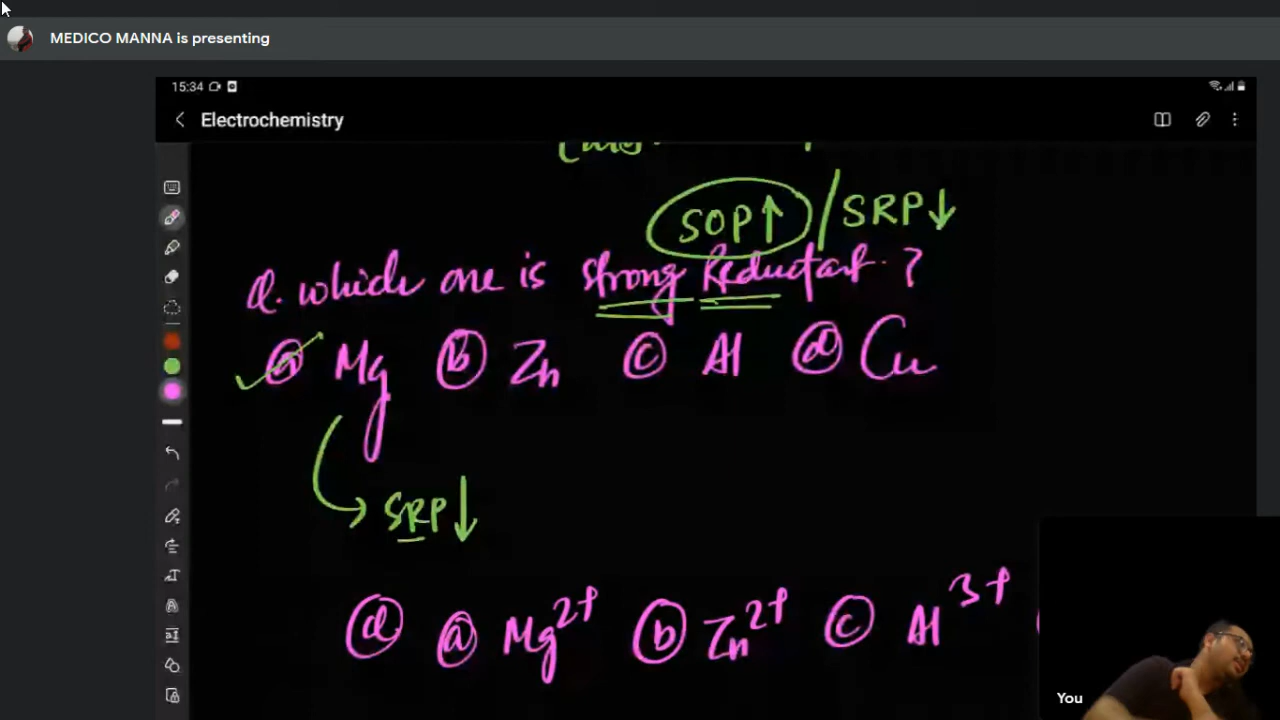 MEDICO MANNA is presenting
15:34
Electrochemistry
SOP↑ / SRP↓
Q. which one is strong Reductant. ?
ⓐ Mg ⓑ Zn ⓒ Al ⓓ Cu
→ SRP↓
ⓓ ⓐ Mg²⁺ ⓑ Zn²⁺ ⓒ Al³⁺
You